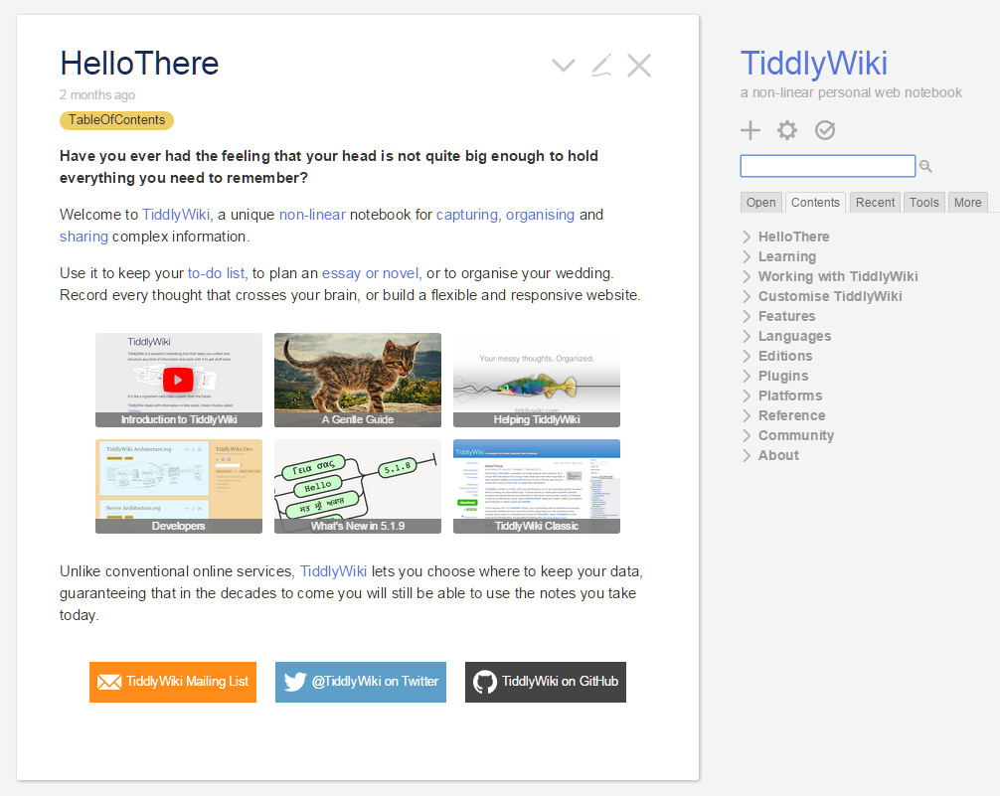 HelloThere
2 months ago
TableOfContents
Have you ever had the feeling that your head is not quite big enough to hold
everything you need to remember?
Welcome to TiddlyWiki, a unique non-linear notebook for capturing, organising and
sharing complex information.
Use it to keep your to-do list, to plan an essay or novel, or to organise your wedding.
Record every thought that crosses your brain, or build a flexible and responsive website.
TiddlyWiki
Introduction to TiddlyWiki
A Gentle Guide
Your messy thoughts. Organized.
tiddlywiki.com
Helping TiddlyWiki
TiddlyWiki Architecture.svg
TiddlyWiki/Dev
Server Architecture.svg
Developers
Γεια σας
Hello
5.1.8
What's New in 5.1.9
TiddlyWiki
HelloThere
TiddlyWiki Classic
Unlike conventional online services, TiddlyWiki lets you choose where to keep your data,
guaranteeing that in the decades to come you will still be able to use the notes you take
today.
TiddlyWiki Mailing List
@TiddlyWiki on Twitter
TiddlyWiki on GitHub
TiddlyWiki
a non-linear personal web notebook
Open
Contents
Recent
Tools
More
HelloThere
Learning
Working with TiddlyWiki
Customise TiddlyWiki
Features
Languages
Editions
Plugins
Platforms
Reference
Community
About